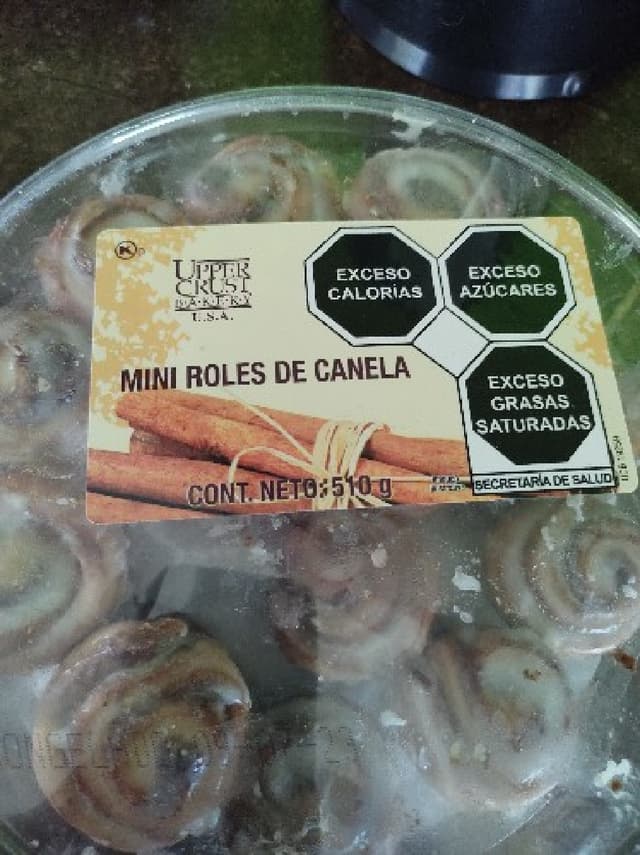 K
UPPER
CRUST
BAKERY
U.S.A.
EXCESO
CALORÍAS
EXCESO
AZÚCARES
MINI ROLES DE CANELA
EXCESO
GRASAS
SATURADAS
CONT. NETO: 510 g
SECRETARÍA DE SALUD